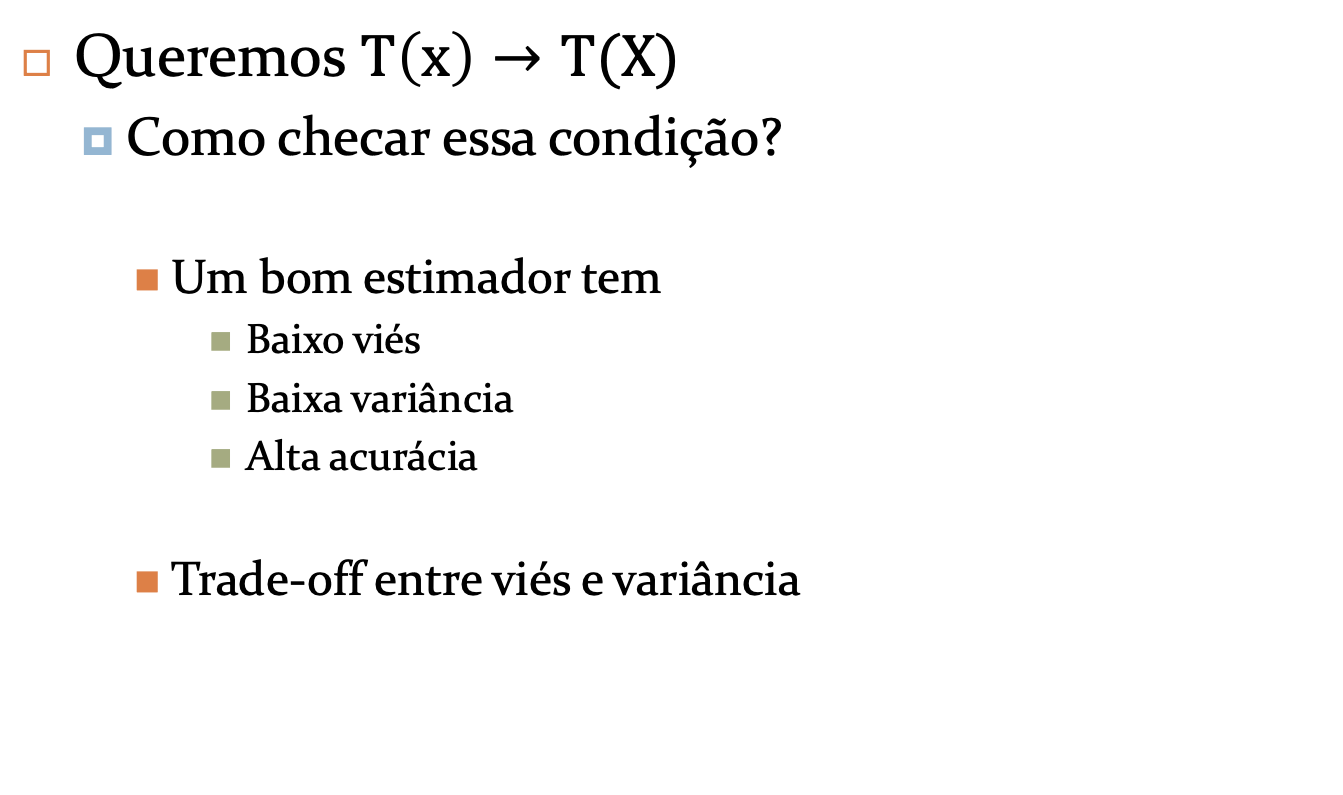 Queremos T(x) → T(X)
Como checar essa condição?
Um bom estimador tem
Baixo viés
Baixa variância
Alta acurácia
Trade-off entre viés e variância